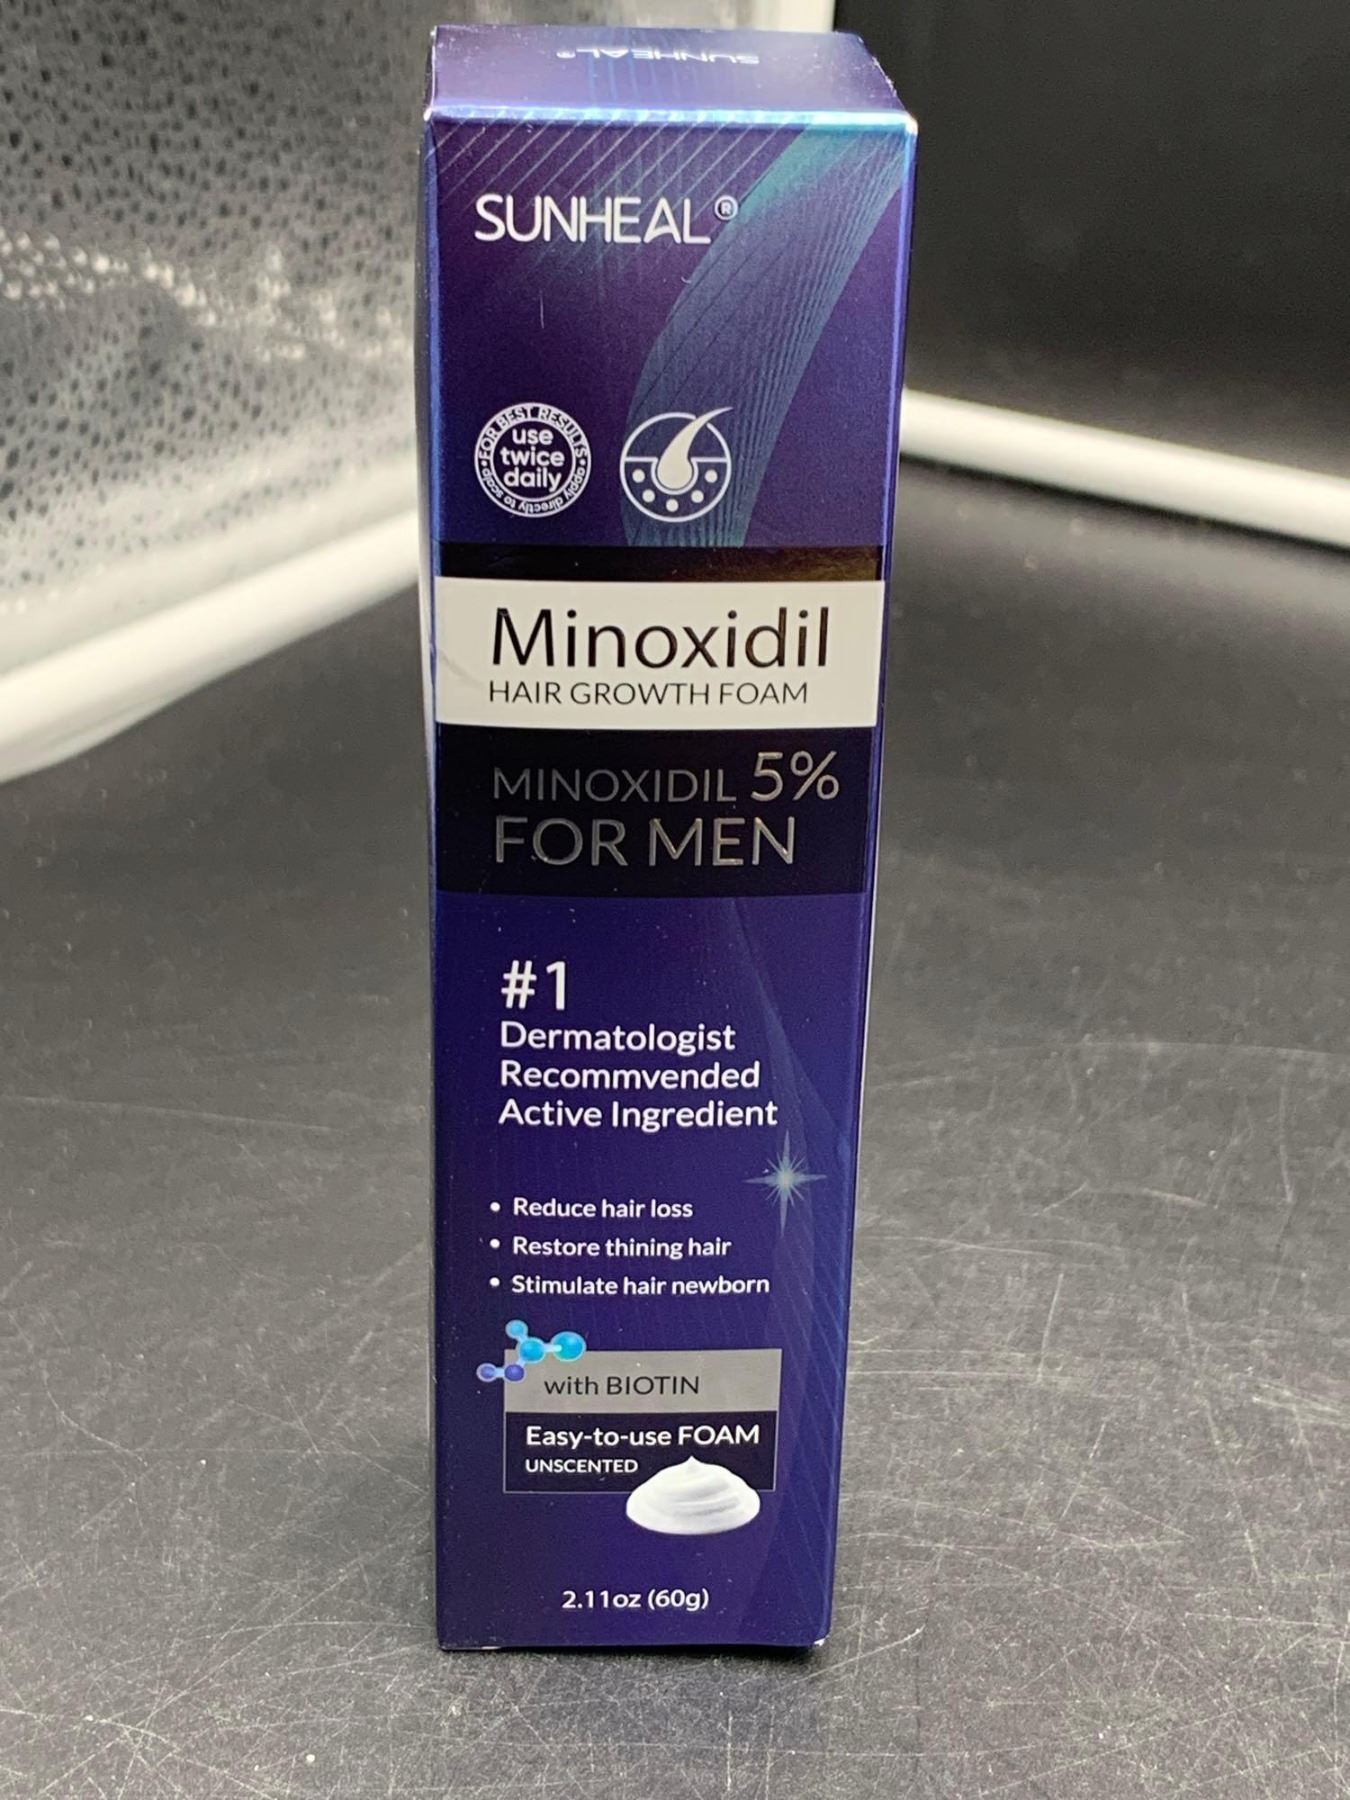 SUNHEAL®
SUNHEAL®
FOR BEST RESULTS
use
twice
daily
apply directly to scalp
Minoxidil
HAIR GROWTH FOAM
MINOXIDIL 5%
FOR MEN
#1
Dermatologist
Recommvended
Active Ingredient
• Reduce hair loss
• Restore thining hair
• Stimulate hair newborn
with BIOTIN
Easy-to-use FOAM
UNSCENTED
2.11oz (60g)